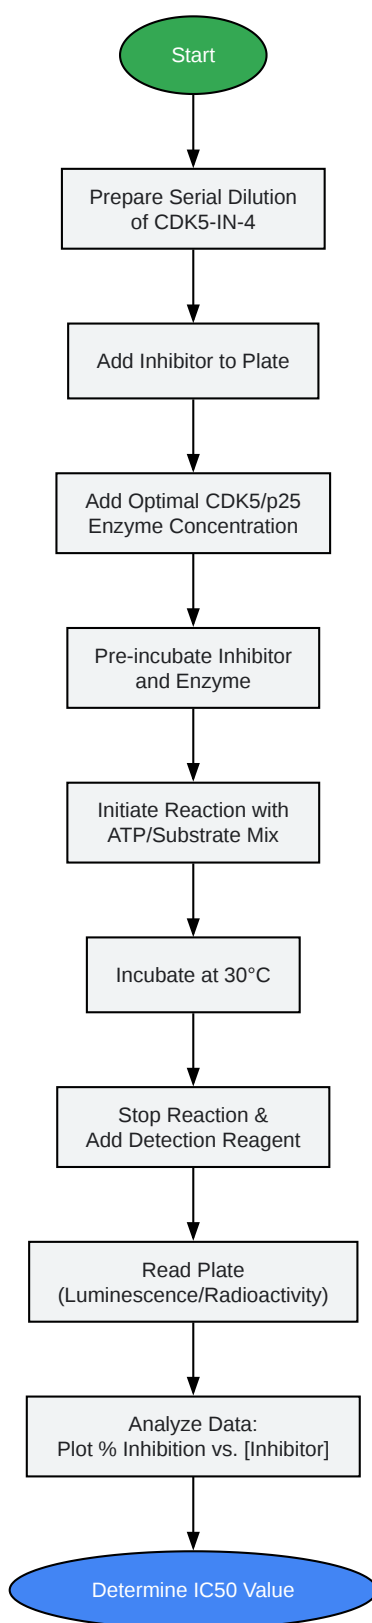 Start
Prepare Serial Dilution
of CDK5-IN-4
Add Inhibitor to Plate
Add Optimal CDK5/p25
Enzyme Concentration
Pre-incubate Inhibitor
and Enzyme
Initiate Reaction with
ATP/Substrate Mix
Incubate at 30°C
Stop Reaction &
Add Detection Reagent
Read Plate
(Luminescence/Radioactivity)
Analyze Data:
Plot % Inhibition vs. [Inhibitor]
Determine IC50 Value